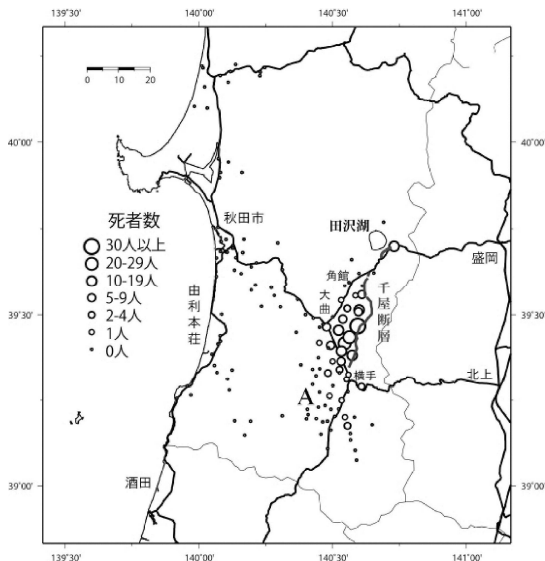 139°30' 140°00' 140°30' 141°00'
0 10 20
40°00' 40°00'
死者数
30人以上
20-29人
10-19人
5-9人
2-4人
1人
0人
秋田市
田沢湖
角館
盛岡
大曲
千屋断層
由利本荘
39°30' 39°30'
横手
北上
A
酒田
39°00' 39°00'
139°30' 140°00' 140°30' 141°00'